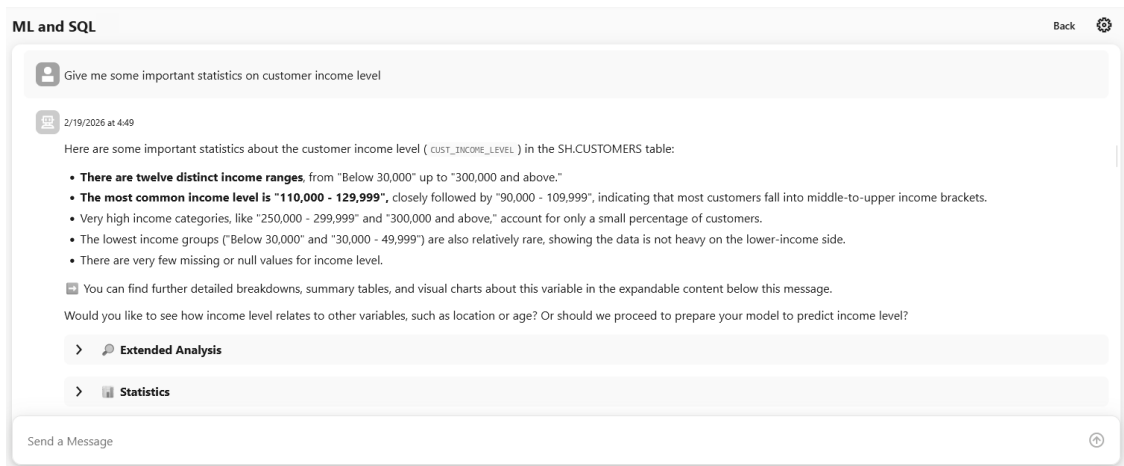 ML and SQL
Back
Give me some important statistics on customer income level
2/19/2026 at 4:49
Here are some important statistics about the customer income level ( CUST_INCOME_LEVEL ) in the SH.CUSTOMERS table:
• There are twelve distinct income ranges, from "Below 30,000" up to "300,000 and above."
• The most common income level is "110,000 - 129,999", closely followed by "90,000 - 109,999", indicating that most customers fall into middle-to-upper income brackets.
• Very high income categories, like "250,000 - 299,999" and "300,000 and above," account for only a small percentage of customers.
• The lowest income groups ("Below 30,000" and "30,000 - 49,999") are also relatively rare, showing the data is not heavy on the lower-income side.
• There are very few missing or null values for income level.
➡ You can find further detailed breakdowns, summary tables, and visual charts about this variable in the expandable content below this message.
Would you like to see how income level relates to other variables, such as location or age? Or should we proceed to prepare your model to predict income level?
Extended Analysis
Statistics
Send a Message